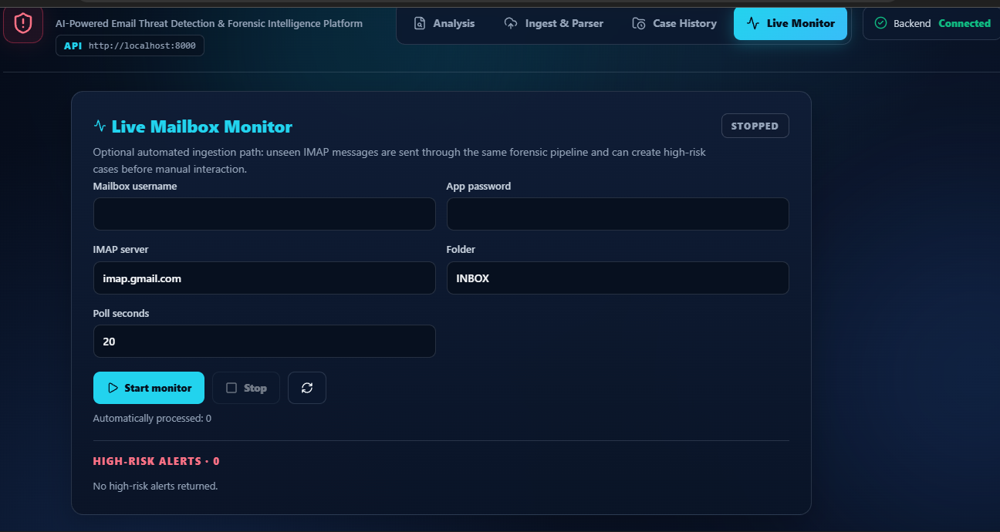 AI-Powered Email Threat Detection & Forensic Intelligence Platform
API http://localhost:8000
Analysis
Ingest & Parser
Case History
Live Monitor
Backend Connected
Live Mailbox Monitor
STOPPED
Optional automated ingestion path: unseen IMAP messages are sent through the same forensic pipeline and can create high-risk
cases before manual interaction.
Mailbox username
App password
IMAP server
Folder
imap.gmail.com
INBOX
Poll seconds
20
Start monitor
Stop
Automatically processed: 0
HIGH-RISK ALERTS · 0
No high-risk alerts returned.